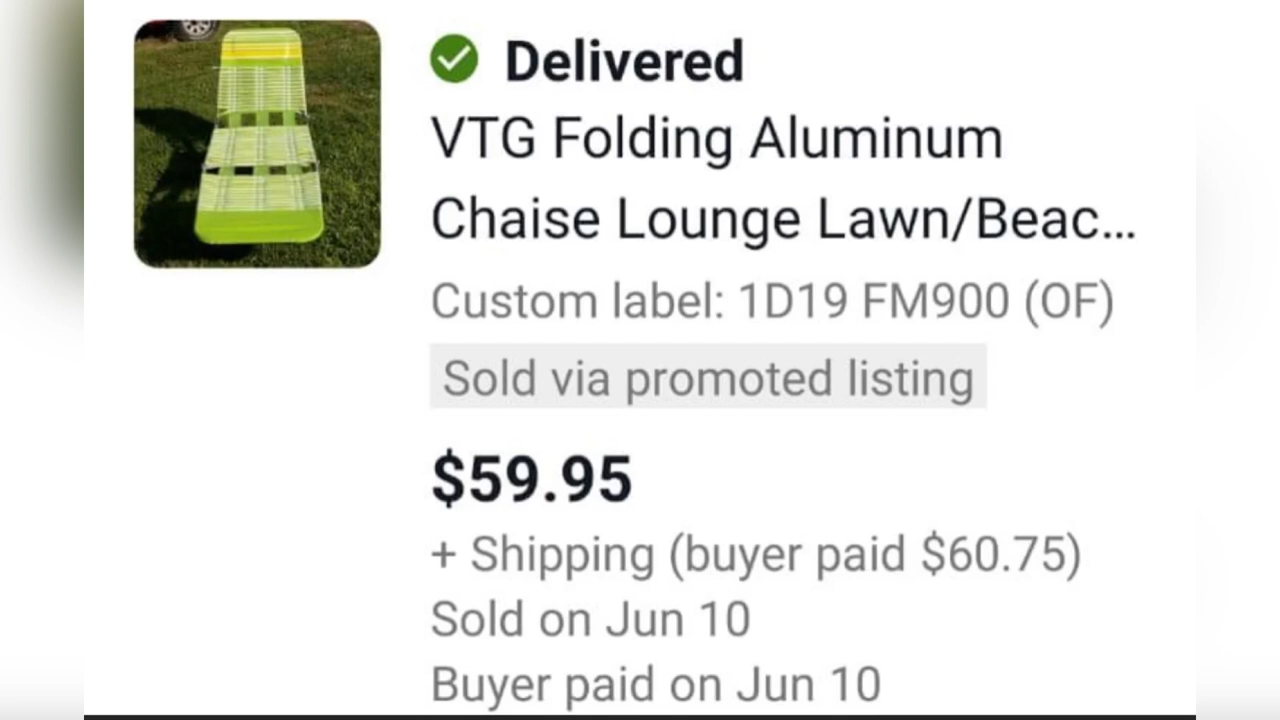 Delivered
VTG Folding Aluminum
Chaise Lounge Lawn/Beac...
Custom label: 1D19 FM900 (OF)
Sold via promoted listing
$59.95
+ Shipping (buyer paid $60.75)
Sold on Jun 10
Buyer paid on Jun 10